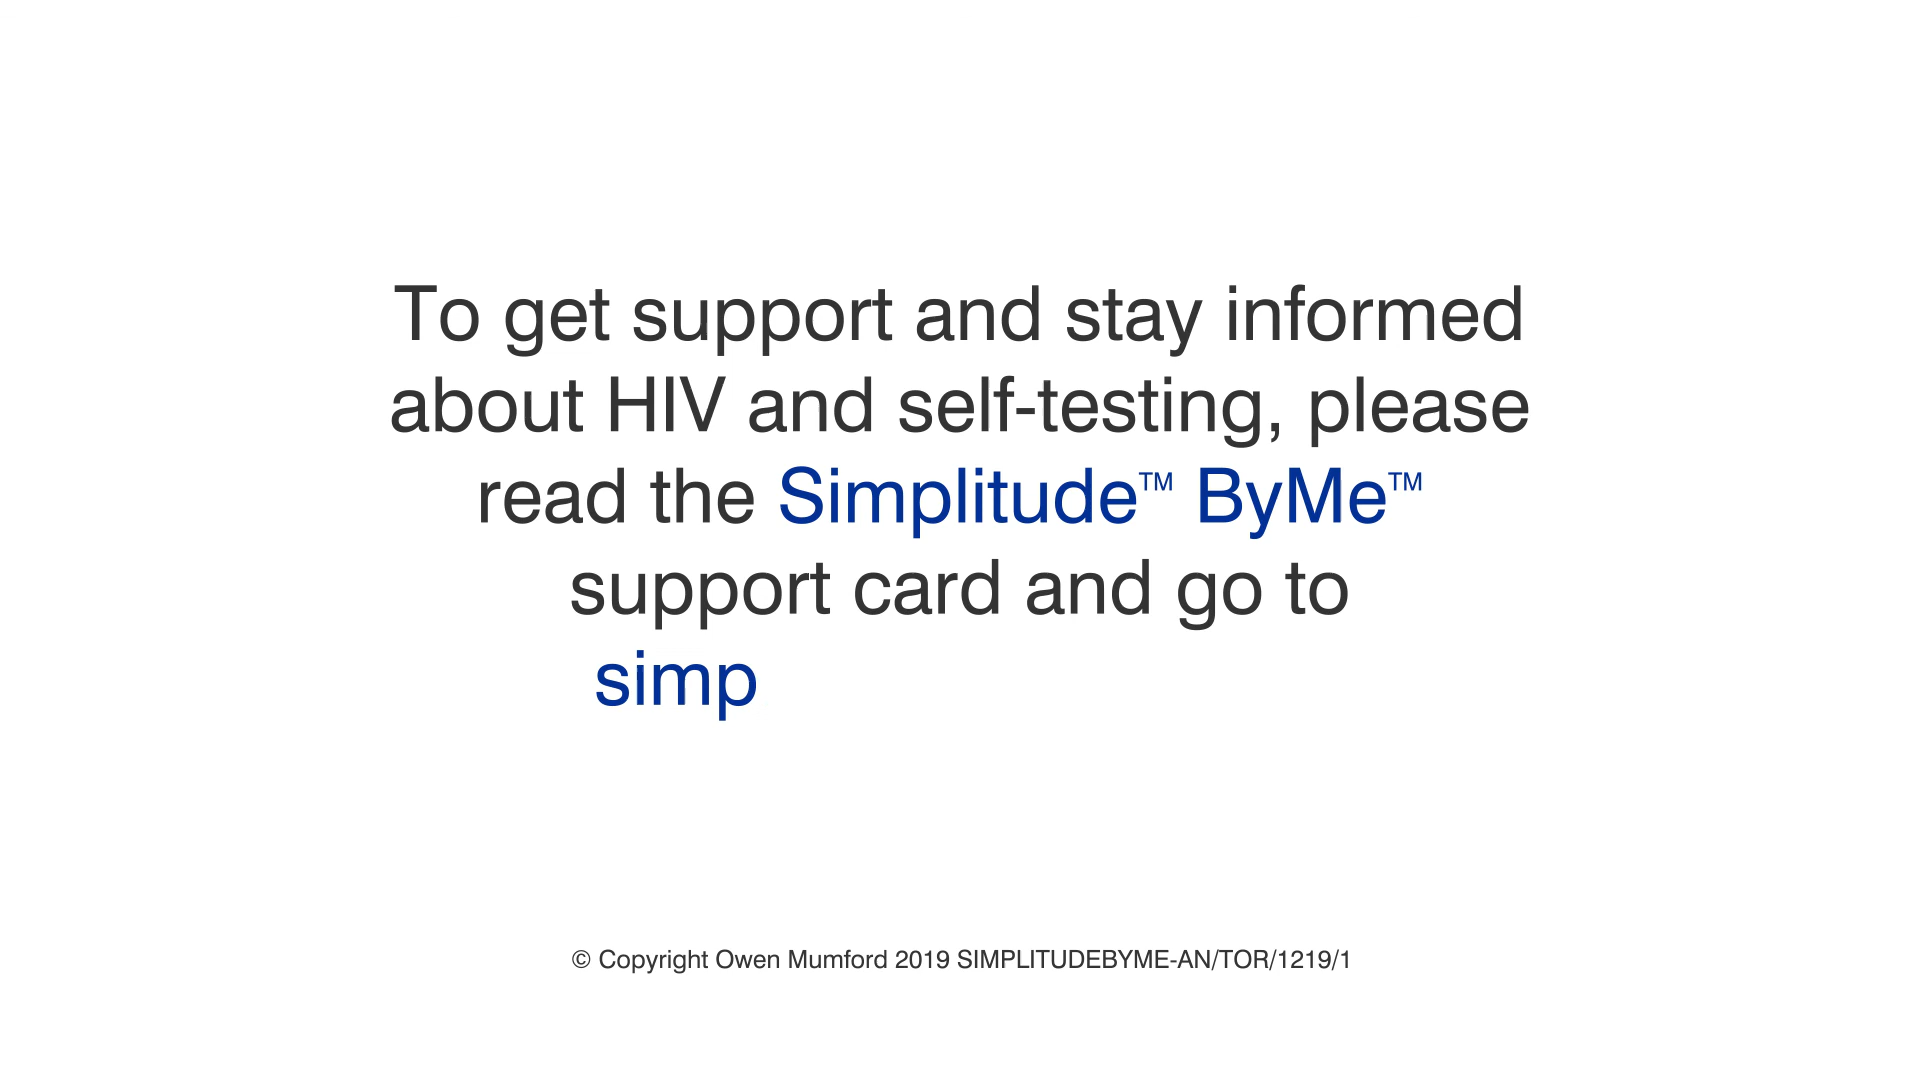 To get support and stay informed
about HIV and self-testing, please
read the Simplitude™ ByMe™
support card and go to
simp
© Copyright Owen Mumford 2019 SIMPLITUDEBYME-AN/TOR/1219/1